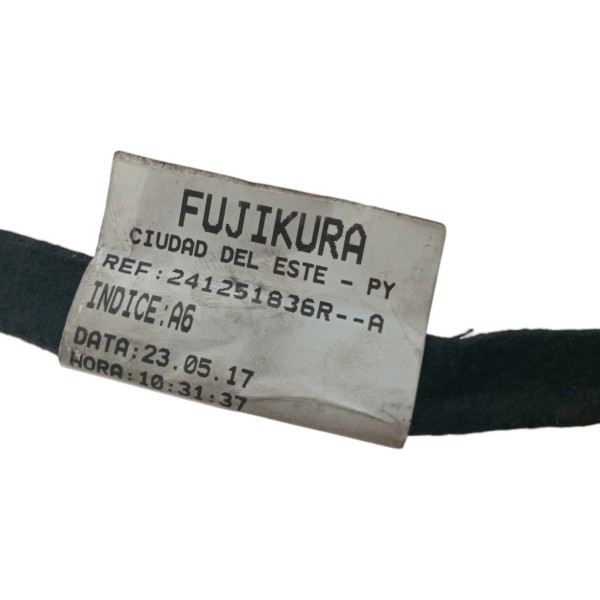 FUJIKURA
CIUDAD DEL ESTE - PY
REF:241251836R--A
INDICE:A6
DATA:23.05.17
HORA:10:31:37